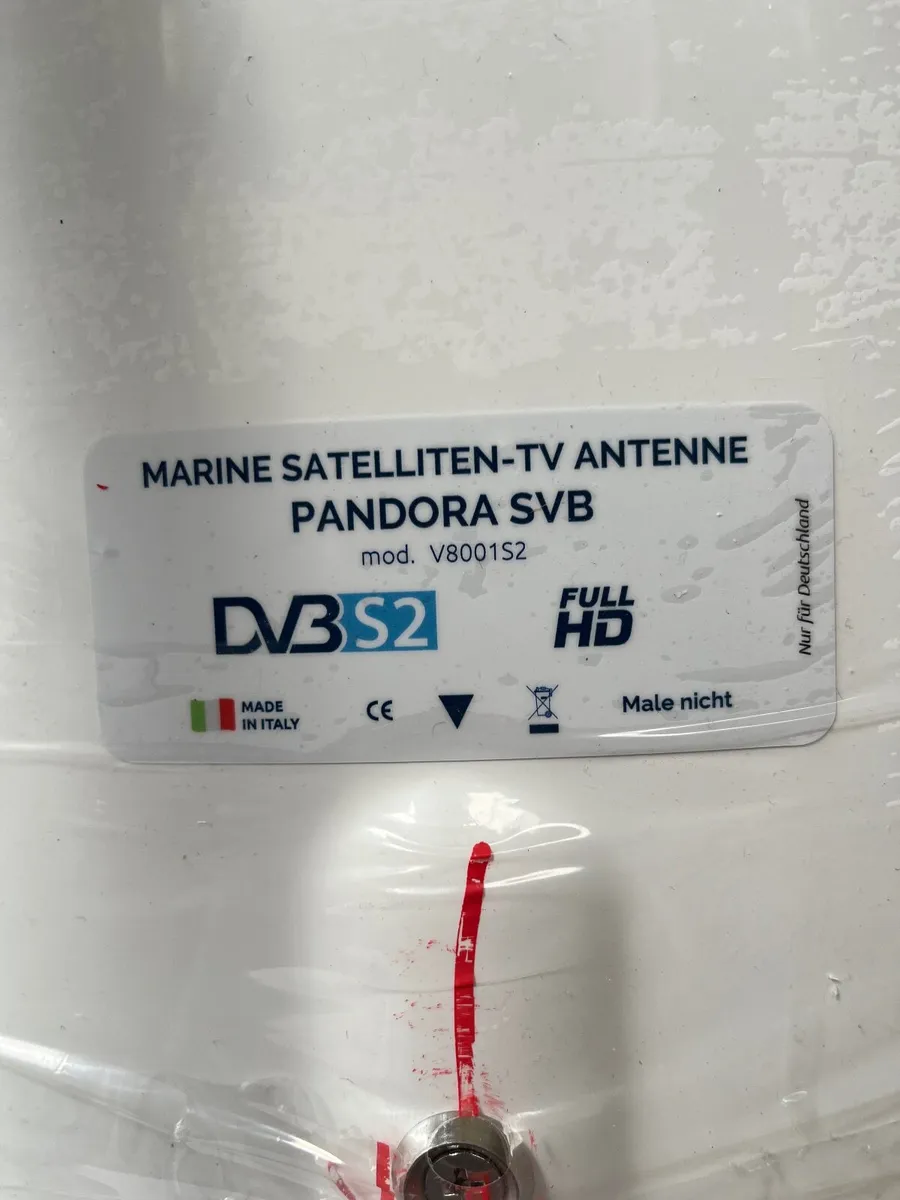 MARINE SATELLITEN-TV ANTENNE
PANDORA SVB
mod. V8001S2
DVB S2
FULL
HD
MADE
IN ITALY
CE
Male nicht
Nur für Deutschland